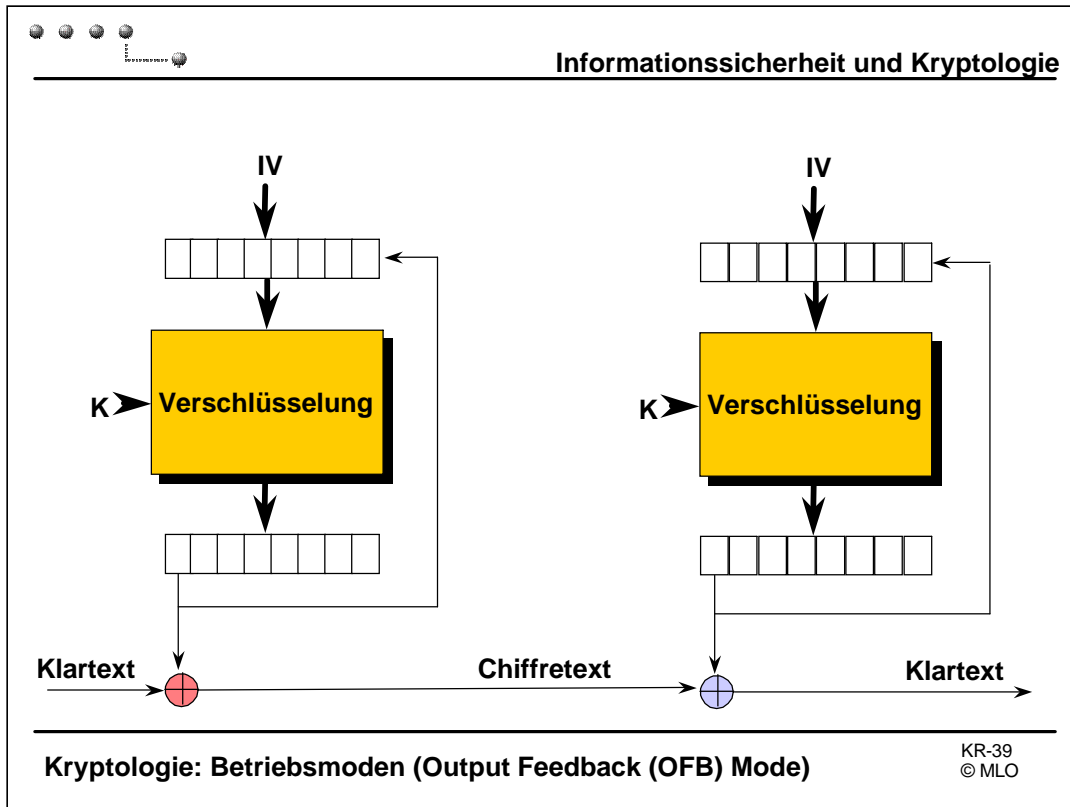 Informationssicherheit und Kryptologie
IV IV
K Verschlüsselung K Verschlüsselung
Klartext Chiffretext Klartext
Kryptologie: Betriebsmoden (Output Feedback (OFB) Mode)
KR-39
© MLO